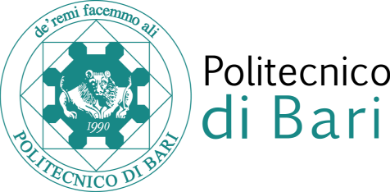 de' remi facemmo ali
1990
POLITECNICO DI BARI
Politecnico
di Bari